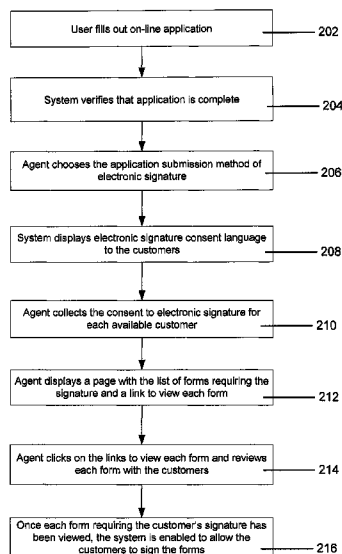 User fills out on-line application
202
System verifies that application is complete
204
Agent chooses the application submission method of
electronic signature
206
System displays electronic signature consent language
to the customers
208
Agent collects the consent to electronic signature for
each available customer
210
Agent displays a page with the list of forms requiring the
signature and a link to view each form
212
Agent clicks on the links to view each form and reviews
each form with the customers
214
Once each form requiring the customer's signature has
been viewed, the system is enabled to allow the
customers to sign the forms
216